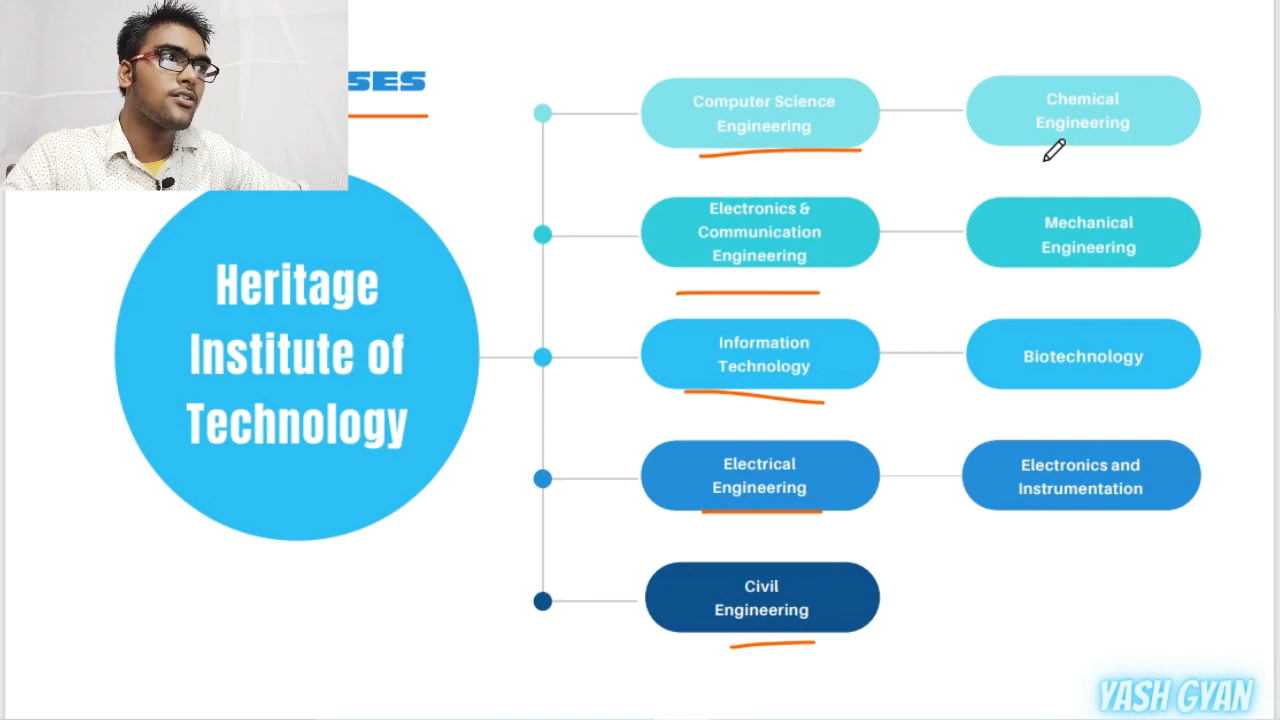 SES
Heritage
Institute of
Technology
Computer Science
Engineering
Chemical
Engineering
Electronics &
Communication
Engineering
Mechanical
Engineering
Information
Technology
Biotechnology
Electrical
Engineering
Electronics and
Instrumentation
Civil
Engineering
YASH GYAN